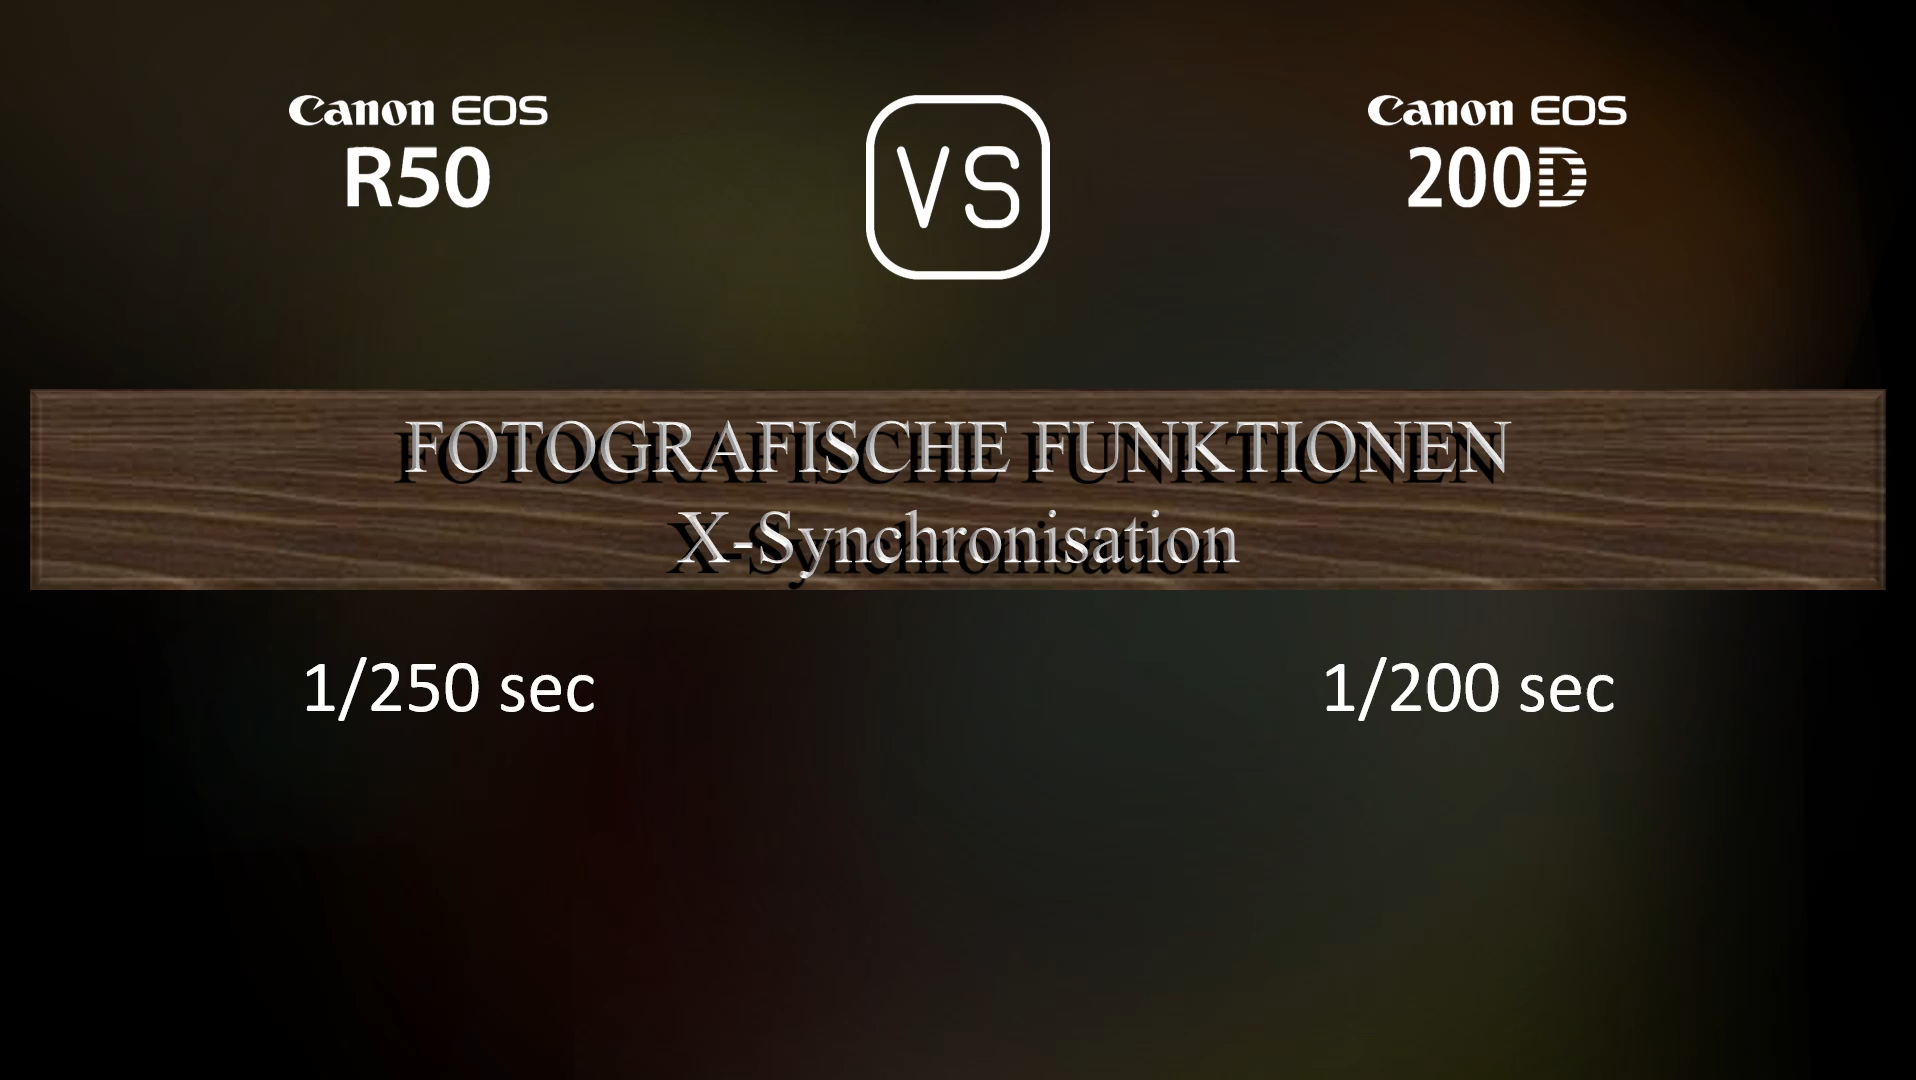 Canon EOS
R50
VS
Canon EOS
200D
FOTOGRAFISCHE FUNKTIONEN
X-Synchronisation
1/250 sec
1/200 sec